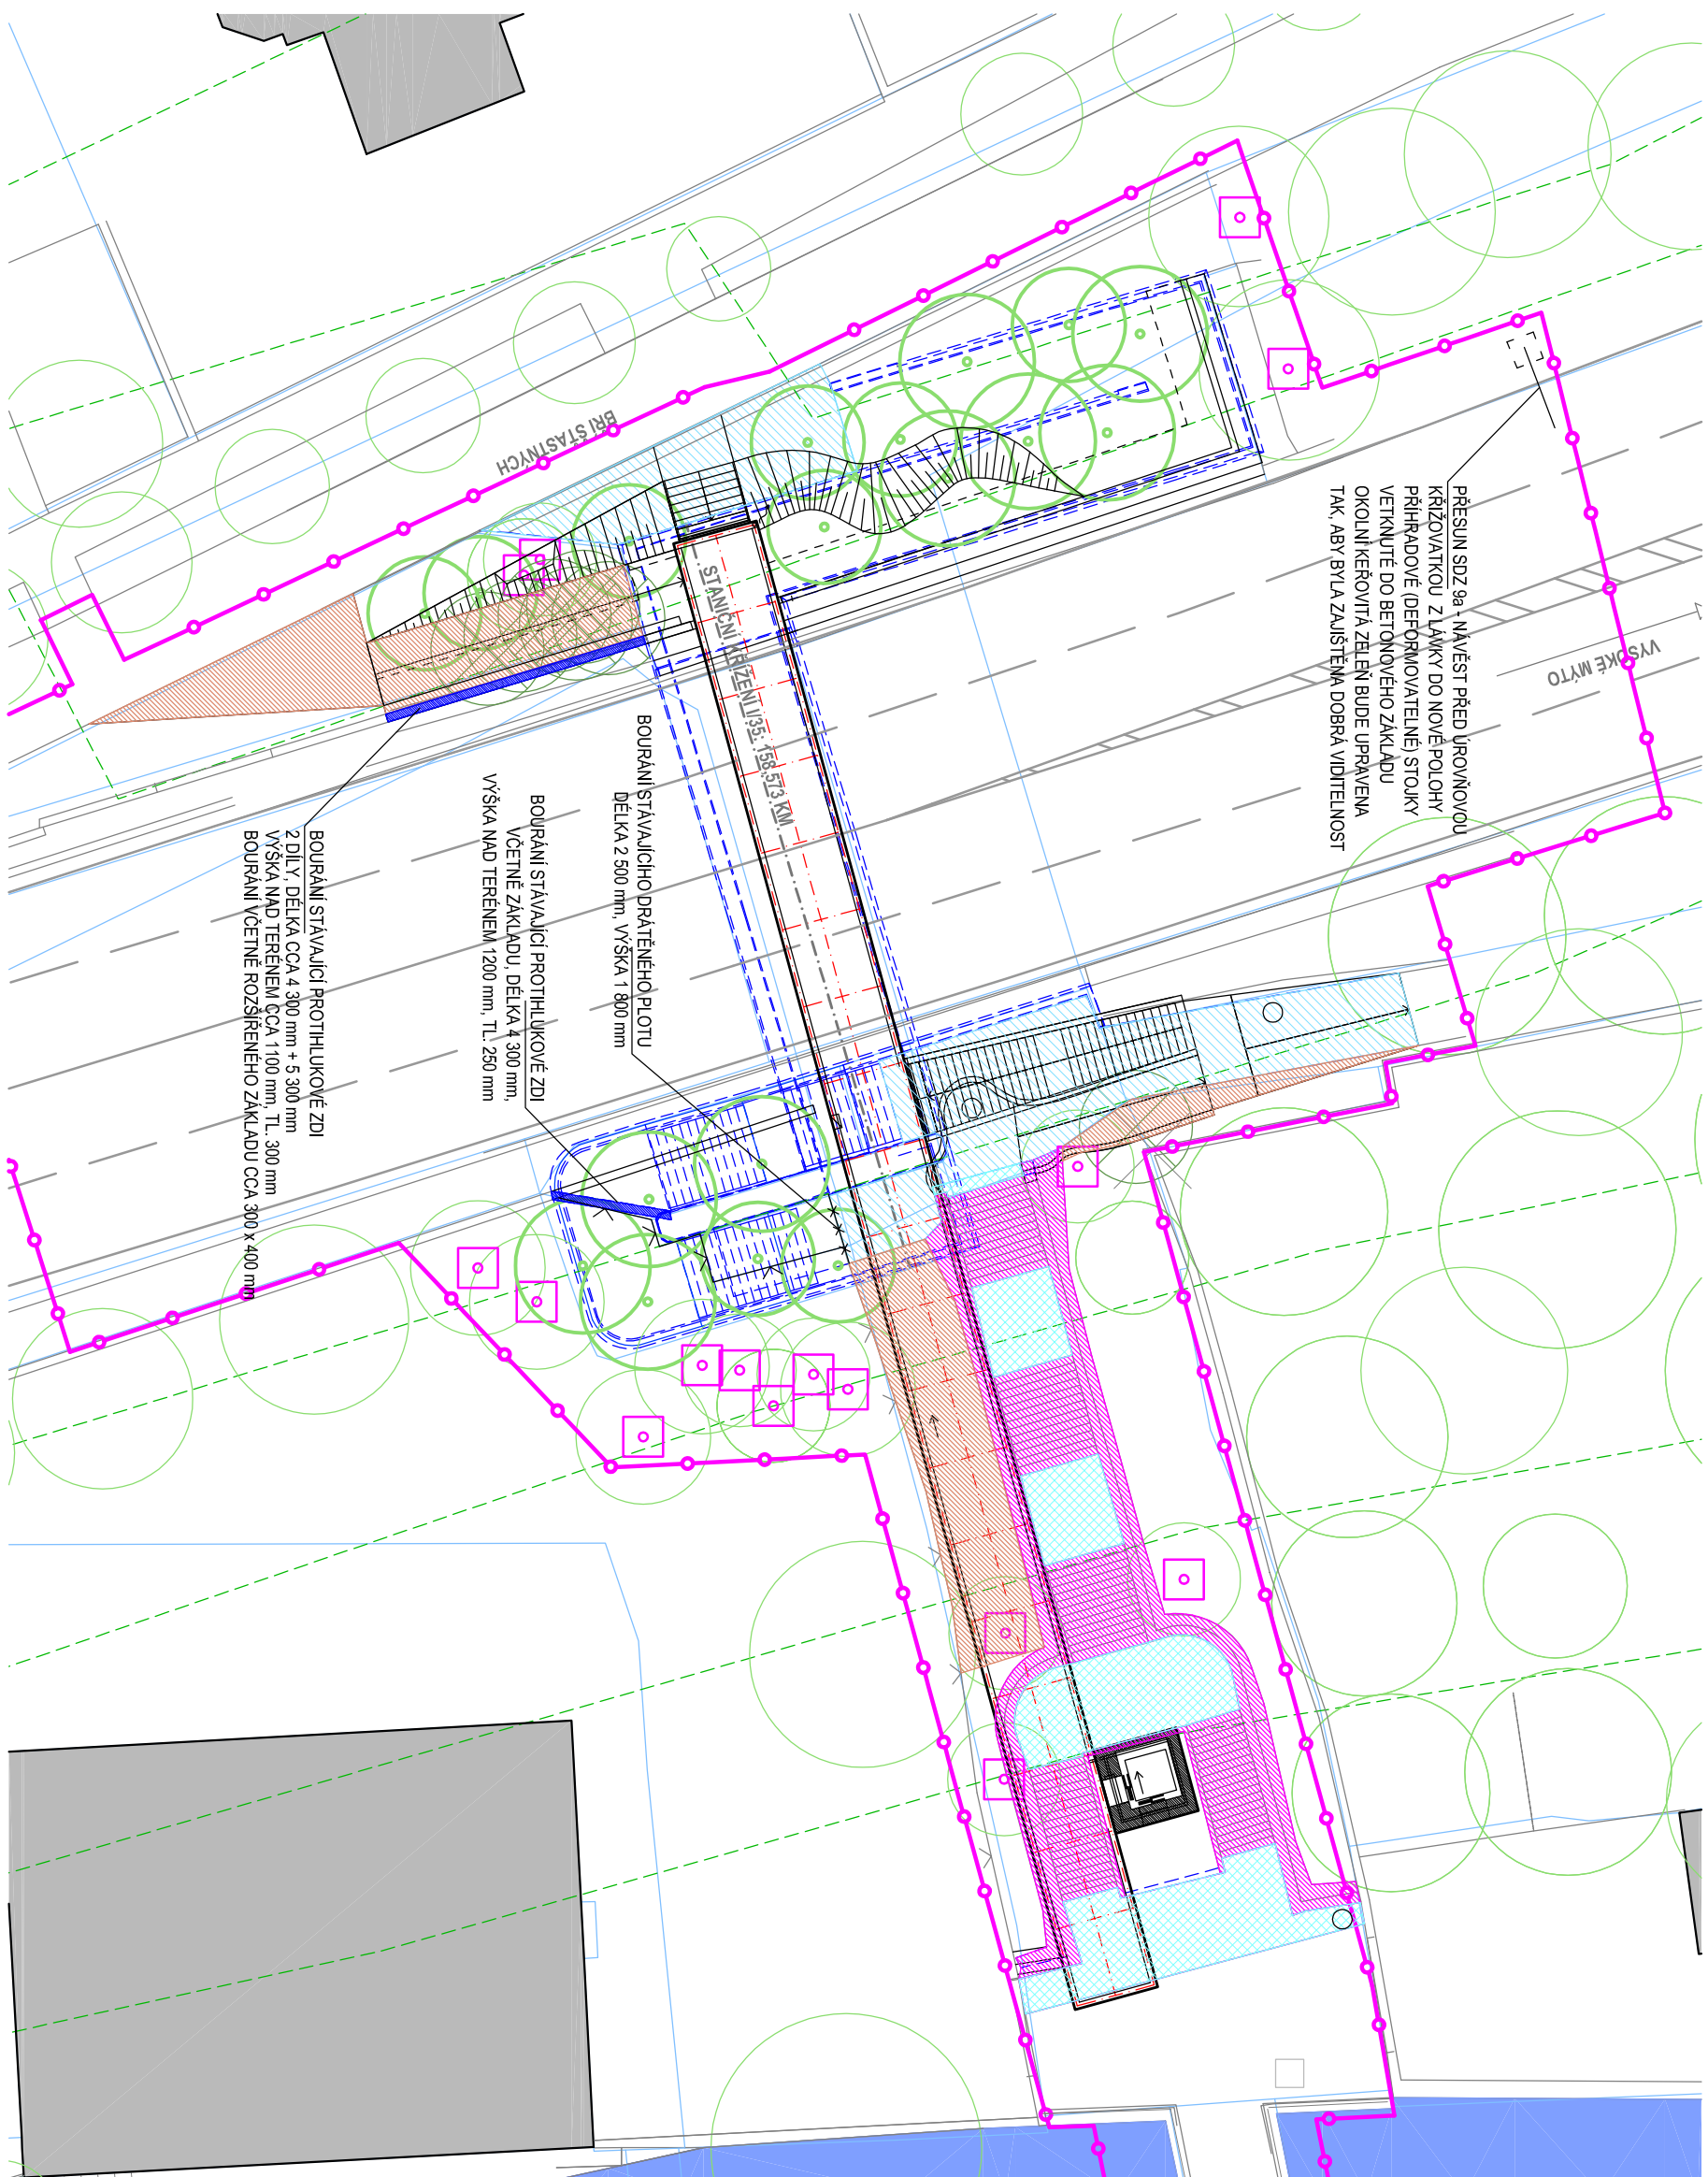 PŘESUN SDZ 9a - NÁVĚST PŘED ÚROVŇOVOU
KŘIŽOVATKOU Z LÁVKY DO NOVÉ POLOHY
PŘÍHRADOVÉ (DEFORMOVATELNÉ) STOJKY
VETKNUTÉ DO BETONOVÉHO ZÁKLADU
OKOLNÍ KEŘOVITÁ ZELEŇ BUDE UPRAVENA
TAK, ABY BYLA ZAJIŠTĚNA DOBRÁ VIDITELNOST
VYSOKÉ MÝTO
BŘÍ ŠŤASTNÝCH
STANIČNÍ KŘÍŽENÍ I/35: 158,573 KM
BOURÁNÍ STÁVAJÍCÍHO DRÁTĚNÉHO PLOTU
DÉLKA 2 500 mm, VÝŠKA 1 800 mm
BOURÁNÍ STÁVAJÍCÍ PROTIHLUKOVÉ ZDI
VČETNĚ ZÁKLADU, DÉLKA 4 300 mm,
VÝŠKA NAD TERÉNEM 1200 mm, TL. 250 mm
BOURÁNÍ STÁVAJÍCÍ PROTIHLUKOVÉ ZDI
2 DÍLY, DÉLKA CCA 4 300 mm + 5 300 mm
VÝŠKA NAD TERÉNEM CCA 1100 mm, TL. 300 mm
BOURÁNÍ VČETNĚ ROZŠÍŘENÉHO ZÁKLADU CCA 300 x 400 mm